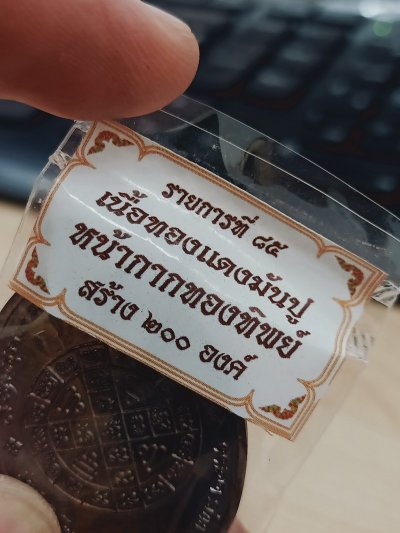 รายการที่ ๘๕
เนื้อทองแดงมันปู
หน้ากากทองทิพย์
สร้าง ๒๐๐ องค์